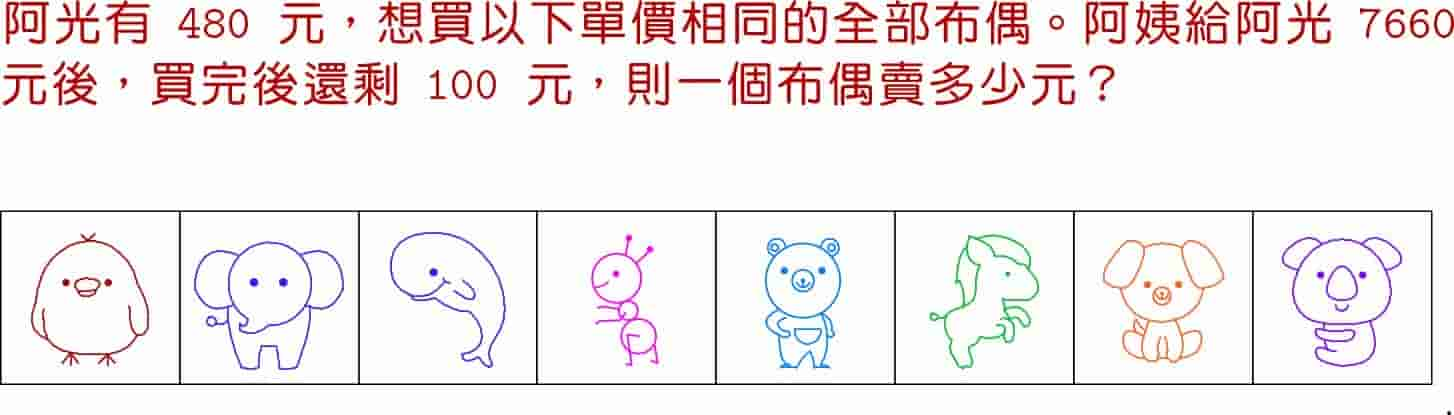 阿光有 480 元，想買以下單價相同的全部布偶。阿姨給阿光 7660
元後，買完後還剩 100 元，則一個布偶賣多少元？